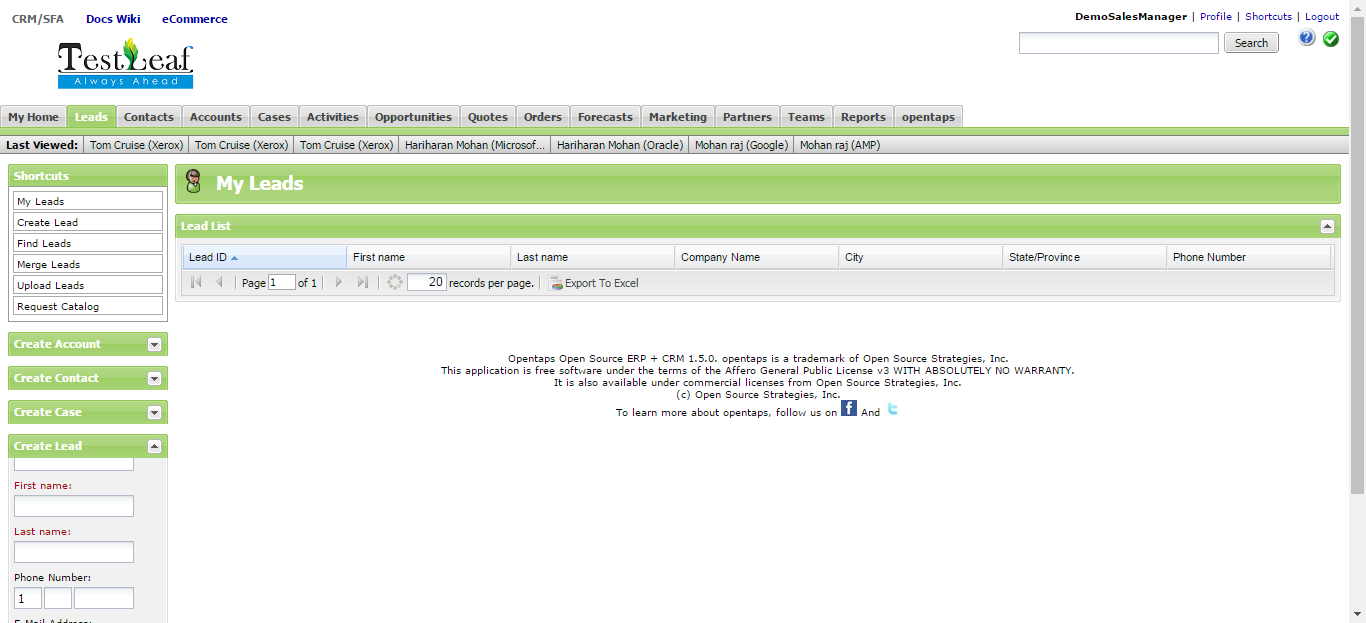 CRM/SFA Docs Wiki eCommerce
DemoSalesManager | Profile | Shortcuts | Logout
Search
TestLeaf
Always Ahead
My Home Leads Contacts Accounts Cases Activities Opportunities Quotes Orders Forecasts Marketing Partners Teams Reports opentaps
Last Viewed: Tom Cruise (Xerox) Tom Cruise (Xerox) Tom Cruise (Xerox) Hariharan Mohan (Microsof... Hariharan Mohan (Oracle) Mohan raj (Google) Mohan raj (AMP)
Shortcuts
My Leads
Create Lead
Find Leads
Merge Leads
Upload Leads
Request Catalog
Create Account
Create Contact
Create Case
Create Lead
First name:
Last name:
Phone Number:
1
E-Mail Address:
My Leads
Lead List
Lead ID First name Last name Company Name City State/Province Phone Number
Page 1 of 1 20 records per page. Export To Excel
Opentaps Open Source ERP + CRM 1.5.0. opentaps is a trademark of Open Source Strategies, Inc.
This application is free software under the terms of the Affero General Public License v3 WITH ABSOLUTELY NO WARRANTY.
It is also available under commercial licenses from Open Source Strategies, Inc.
(c) Open Source Strategies, Inc.
To learn more about opentaps, follow us on f And t